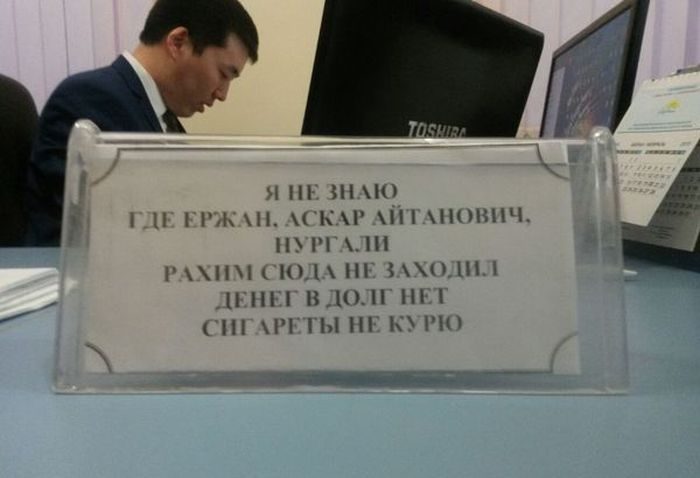 TOSHIBA
Я НЕ ЗНАЮ
ГДЕ ЕРЖАН, АСКАР АЙТАНОВИЧ,
НУРГАЛИ
РАХИМ СЮДА НЕ ЗАХОДИЛ
ДЕНЕГ В ДОЛГ НЕТ
СИГАРЕТЫ НЕ КУРЮ